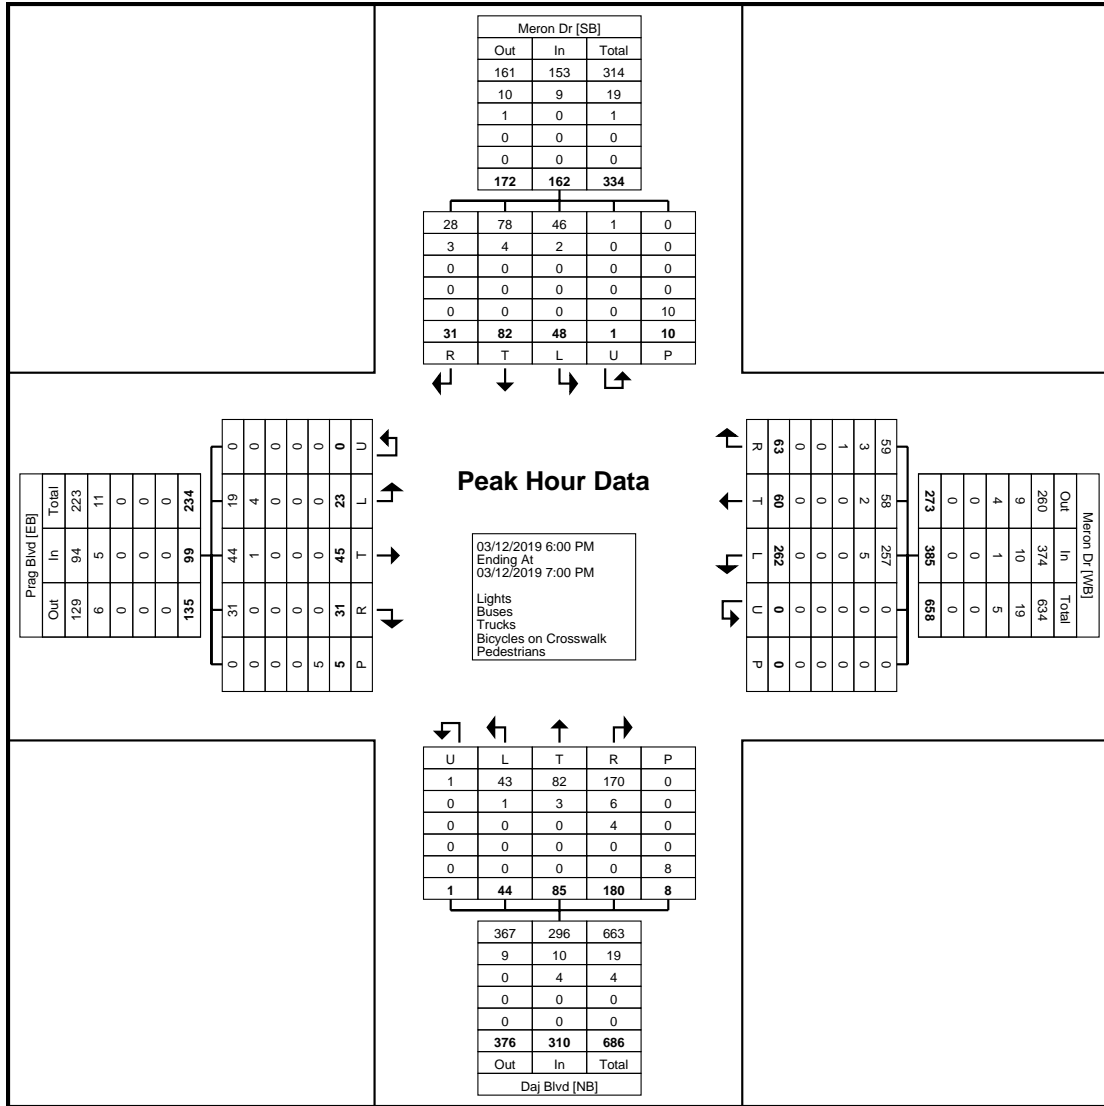 Meron Dr [SB]
Out In Total
161 153 314
10 9 19
1 0 1
0 0 0
0 0 0
172 162 334
28 78 46 1 0
3 4 2 0 0
0 0 0 0 0
0 0 0 0 0
0 0 0 0 10
31 82 48 1 10
R T L U P
Prag Blvd [EB]
Out In Total
129 94 223
6 5 11
0 0 0
0 0 0
0 0 0
135 99 234
0 31 44 19 0
0 0 1 4 0
0 0 0 0 0
0 0 0 0 0
5 0 0 0 0
5 31 45 23 0
P R T L U
Peak Hour Data
03/12/2019 6:00 PM
Ending At
03/12/2019 7:00 PM
Lights
Buses
Trucks
Bicycles on Crosswalk
Pedestrians
Meron Dr [WB]
Out In Total
260 374 634
9 10 19
4 1 5
0 0 0
0 0 0
273 385 658
59 58 257 0 0
3 2 5 0 0
1 0 0 0 0
0 0 0 0 0
0 0 0 0 0
63 60 262 0 0
R T L U P
U L T R P
1 43 82 170 0
0 1 3 6 0
0 0 0 4 0
0 0 0 0 0
0 0 0 0 8
1 44 85 180 8
367 296 663
9 10 19
0 4 4
0 0 0
0 0 0
376 310 686
Out In Total
Daj Blvd [NB]